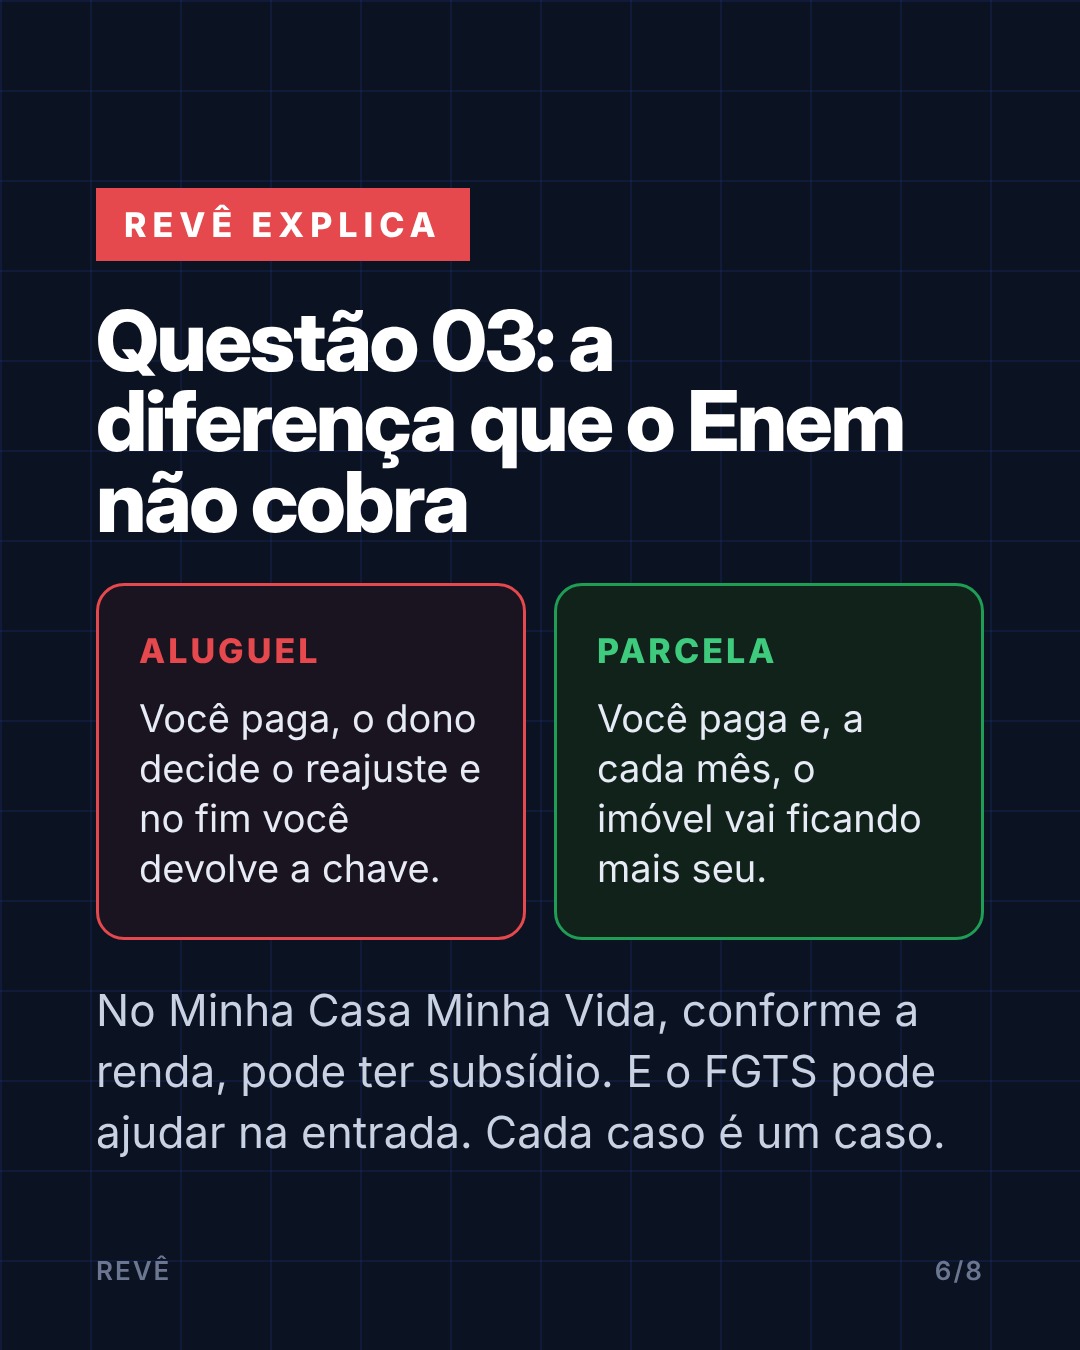 REVÊ EXPLICA
Questão 03: a
diferença que o Enem
não cobra
ALUGUEL
Você paga, o dono
decide o reajuste e
no fim você
devolve a chave.
PARCELA
Você paga e, a
cada mês, o
imóvel vai ficando
mais seu.
No Minha Casa Minha Vida, conforme a
renda, pode ter subsídio. E o FGTS pode
ajudar na entrada. Cada caso é um caso.
REVÊ
6/8